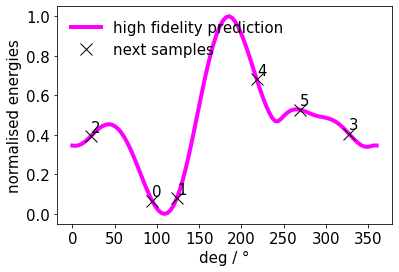 high fidelity prediction
next samples
normalised energies
1.0
0.8
0.6
0.4
0.2
0.0
2
0
1
4
5
3
0 50 100 150 200 250 300 350
deg / °